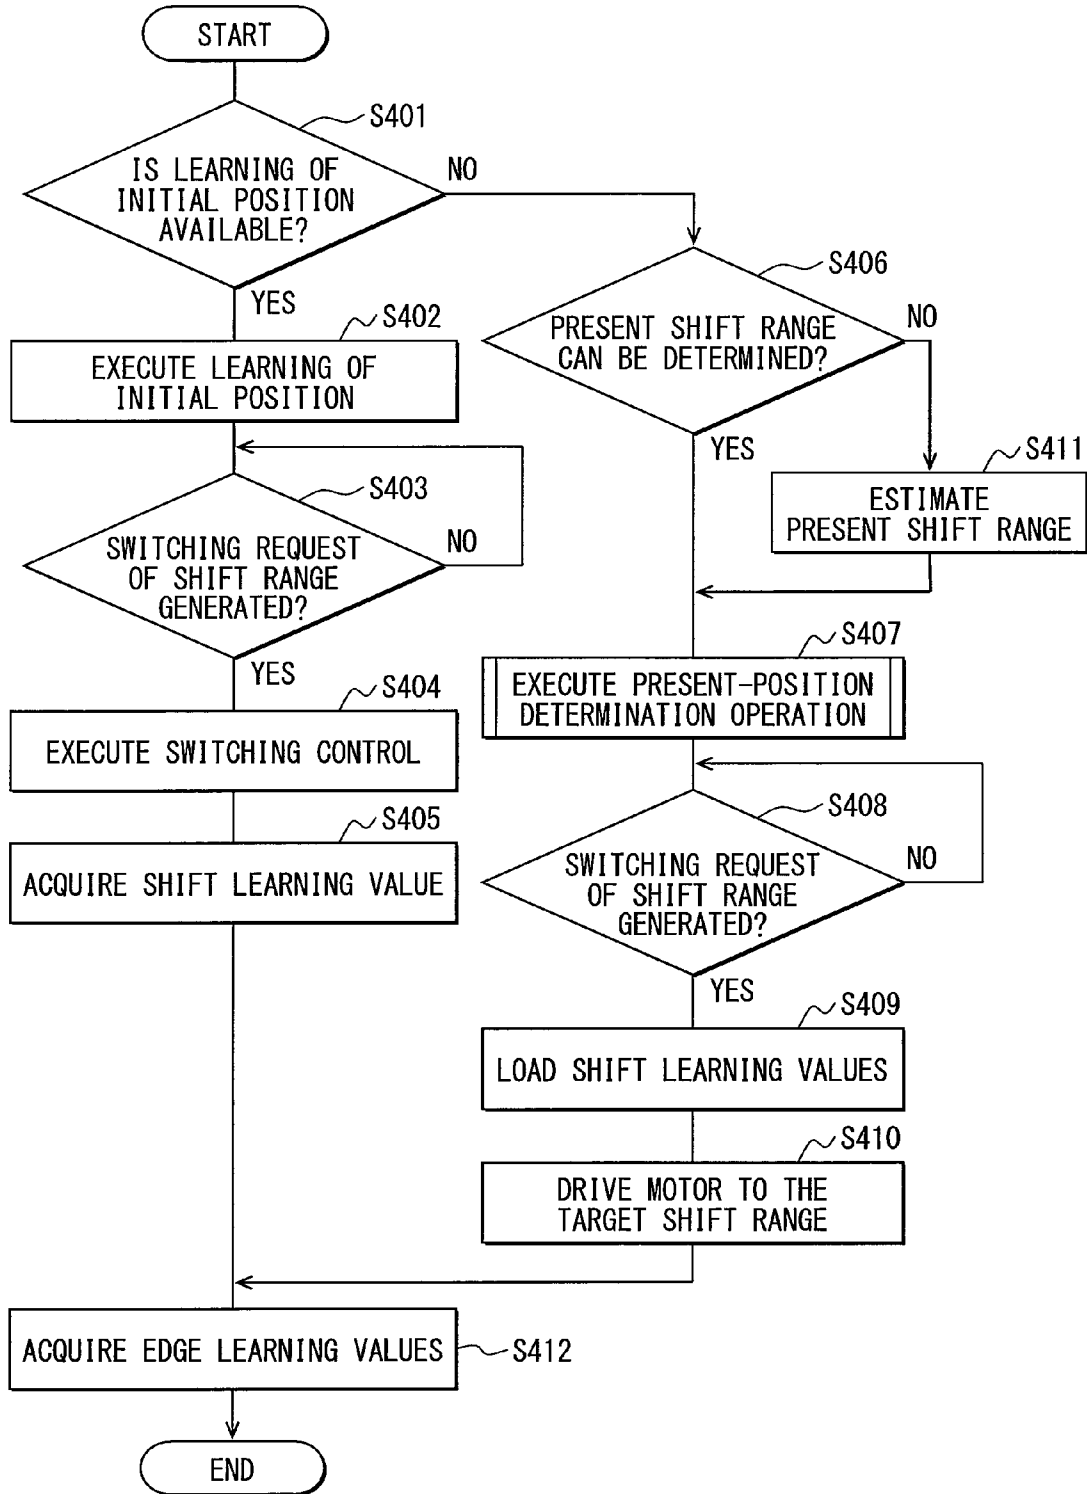 START
S401
IS LEARNING OF
INITIAL POSITION
AVAILABLE?
NO
YES
S402
EXECUTE LEARNING OF
INITIAL POSITION
S403
SWITCHING REQUEST
OF SHIFT RANGE
GENERATED?
NO
YES
S404
EXECUTE SWITCHING CONTROL
S405
ACQUIRE SHIFT LEARNING VALUE
S406
PRESENT SHIFT RANGE
CAN BE DETERMINED?
NO
YES
S411
ESTIMATE
PRESENT SHIFT RANGE
S407
EXECUTE PRESENT-POSITION
DETERMINATION OPERATION
S408
SWITCHING REQUEST
OF SHIFT RANGE
GENERATED?
NO
YES
S409
LOAD SHIFT LEARNING VALUES
S410
DRIVE MOTOR TO THE
TARGET SHIFT RANGE
ACQUIRE EDGE LEARNING VALUES
S412
END